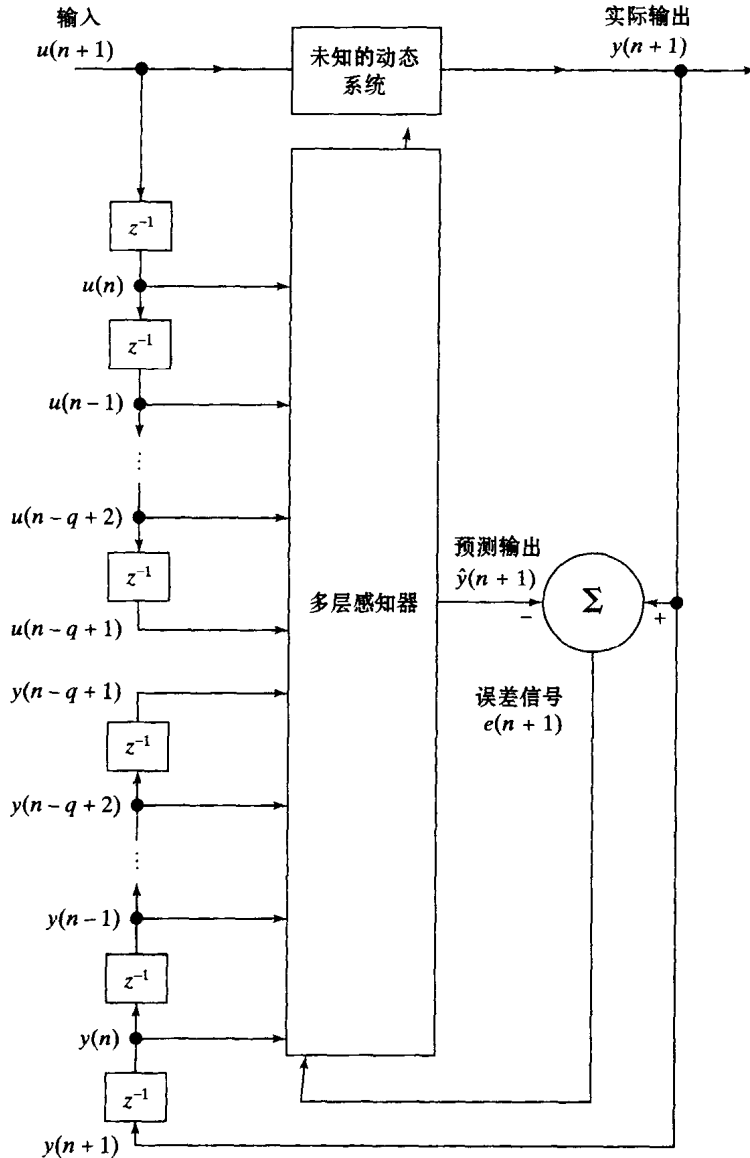 输入
u(n + 1)
未知的动态
系统
实际输出
y(n + 1)
z⁻¹
u(n)
z⁻¹
u(n − 1)
⋮
u(n − q + 2)
z⁻¹
u(n − q + 1)
多层感知器
预测输出
ŷ(n + 1)
−
Σ
+
误差信号
e(n + 1)
y(n − q + 1)
z⁻¹
y(n − q + 2)
⋮
y(n − 1)
z⁻¹
y(n)
z⁻¹
y(n + 1)